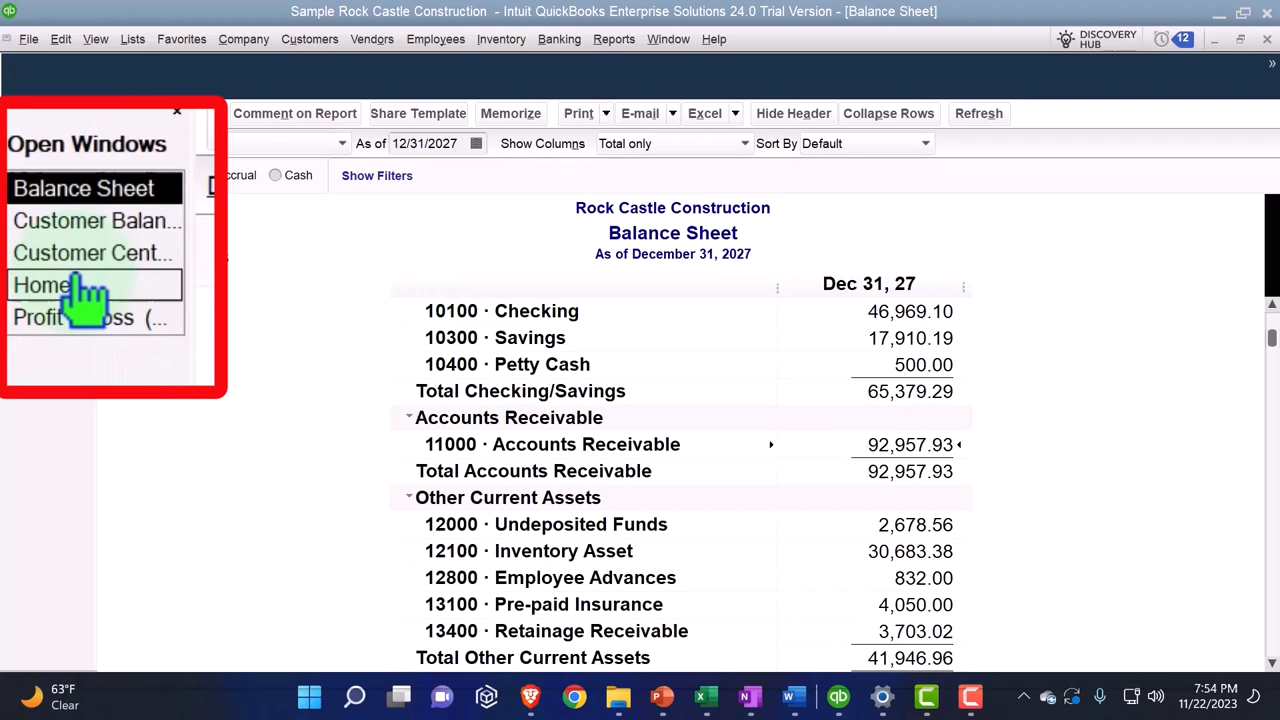 Sample Rock Castle Construction - Intuit QuickBooks Enterprise Solutions 24.0 Trial Version - [Balance Sheet]
File Edit View Lists Favorites Company Customers Vendors Employees Inventory Banking Reports Window Help DISCOVERY HUB 12
Comment on Report Share Template Memorize Print E-mail Excel Hide Header Collapse Rows Refresh
As of 12/31/2027 Show Columns Total only Sort By Default
Cash Show Filters
Open Windows
Balance Sheet
Customer Balan...
Customer Cent...
Home
Profit oss (...
Rock Castle Construction
Balance Sheet
As of December 31, 2027
Dec 31, 27
10100 · Checking 46,969.10
10300 · Savings 17,910.19
10400 · Petty Cash 500.00
Total Checking/Savings 65,379.29
Accounts Receivable
11000 · Accounts Receivable 92,957.93
Total Accounts Receivable 92,957.93
Other Current Assets
12000 · Undeposited Funds 2,678.56
12100 · Inventory Asset 30,683.38
12800 · Employee Advances 832.00
13100 · Pre-paid Insurance 4,050.00
13400 · Retainage Receivable 3,703.02
Total Other Current Assets 41,946.96
63°F
Clear
7:54 PM
11/22/2023